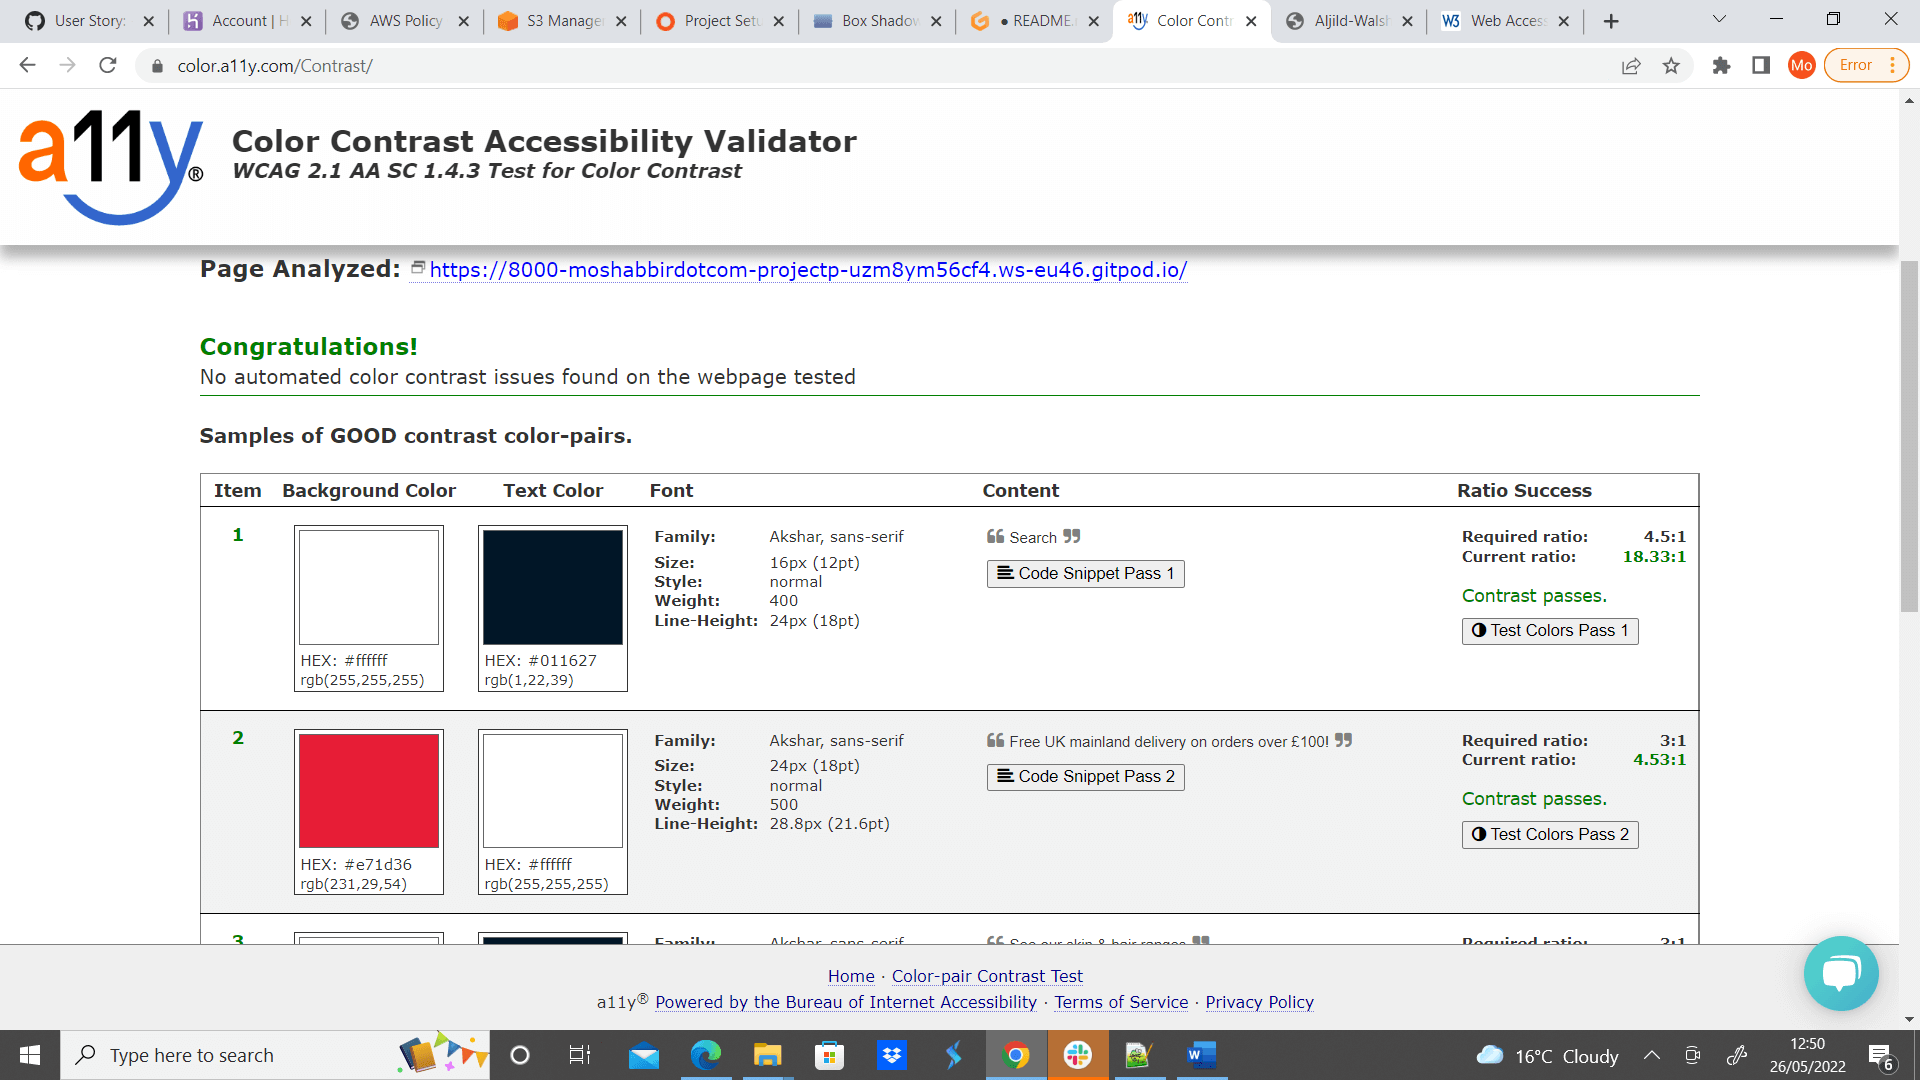 User Story:
Account | H
AWS Policy
S3 Manage
Project Setu
Box Shadow
● README.
Color Contr
Aljild-Walsh
W3 Web Acces
color.a11y.com/Contrast/
Mo
Error
a11y®
Color Contrast Accessibility Validator
WCAG 2.1 AA SC 1.4.3 Test for Color Contrast
Page Analyzed: https://8000-moshabbirdotcom-projectp-uzm8ym56cf4.ws-eu46.gitpod.io/
Congratulations!
No automated color contrast issues found on the webpage tested
Samples of GOOD contrast color-pairs.
Item Background Color Text Color Font Content Ratio Success
1
HEX: #ffffff
rgb(255,255,255)
HEX: #011627
rgb(1,22,39)
Family: Akshar, sans-serif
Size: 16px (12pt)
Style: normal
Weight: 400
Line-Height: 24px (18pt)
❝ Search ❞
Code Snippet Pass 1
Required ratio: 4.5:1
Current ratio: 18.33:1
Contrast passes.
Test Colors Pass 1
2
HEX: #e71d36
rgb(231,29,54)
HEX: #ffffff
rgb(255,255,255)
Family: Akshar, sans-serif
Size: 24px (18pt)
Style: normal
Weight: 500
Line-Height: 28.8px (21.6pt)
❝ Free UK mainland delivery on orders over £100! ❞
Code Snippet Pass 2
Required ratio: 3:1
Current ratio: 4.53:1
Contrast passes.
Test Colors Pass 2
3
Family: Akshar, sans-serif
❝ See our skin & hair ranges ❞
Required ratio: 3:1
Home · Color-pair Contrast Test
a11y® Powered by the Bureau of Internet Accessibility · Terms of Service · Privacy Policy
Type here to search
16°C Cloudy
12:50
26/05/2022
6